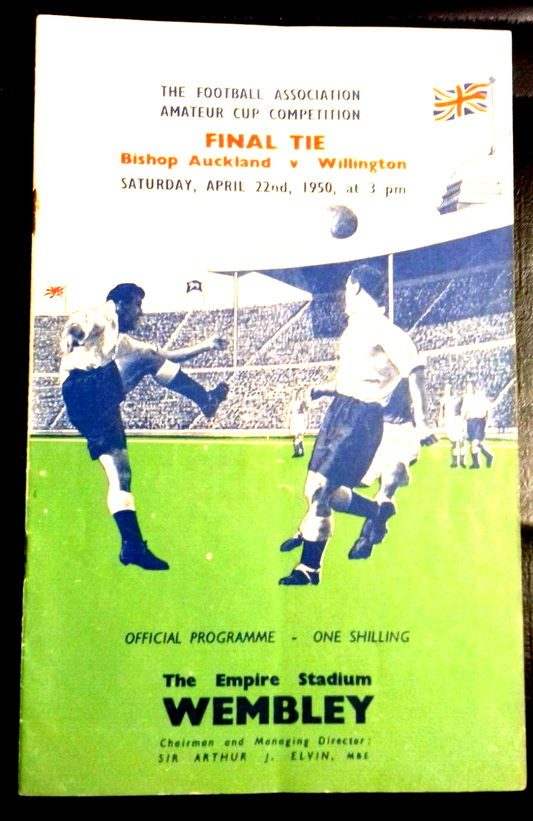 THE FOOTBALL ASSOCIATION
AMATEUR CUP COMPETITION
FINAL TIE
Bishop Auckland v Willington
SATURDAY, APRIL 22nd, 1950, at 3 pm
OFFICIAL PROGRAMME - ONE SHILLING
The Empire Stadium
WEMBLEY
Chairman and Managing Director:
SIR ARTHUR J. ELVIN, MBE